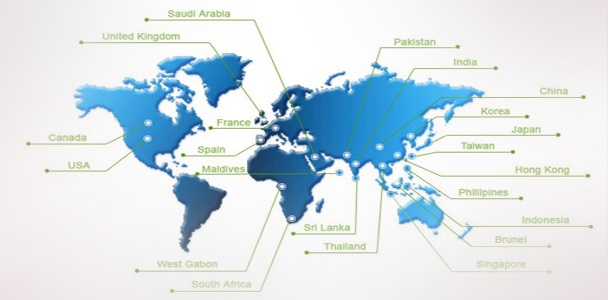 Saudi Arabia
United Kingdom
Pakistan
India
China
France
Korea
Canada
Japan
Spain
Taiwan
USA
Maldives
Hong Kong
Phillipines
Sri Lanka
Indonesia
Thailand
Brunei
West Gabon
Singapore
South Africa